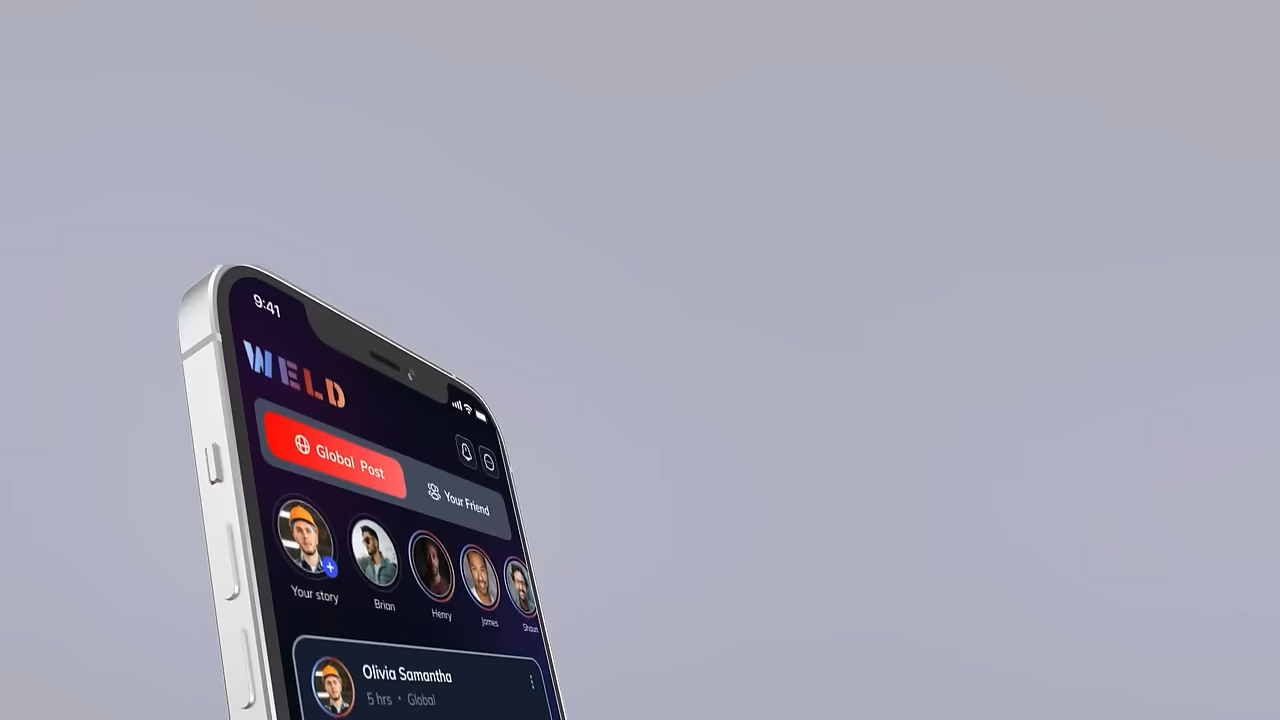 9:41
WELD
Global Post
Your Friend
Your story
Brian
Henry
James
Shaun
Olivia Samantha
5 hrs • Global